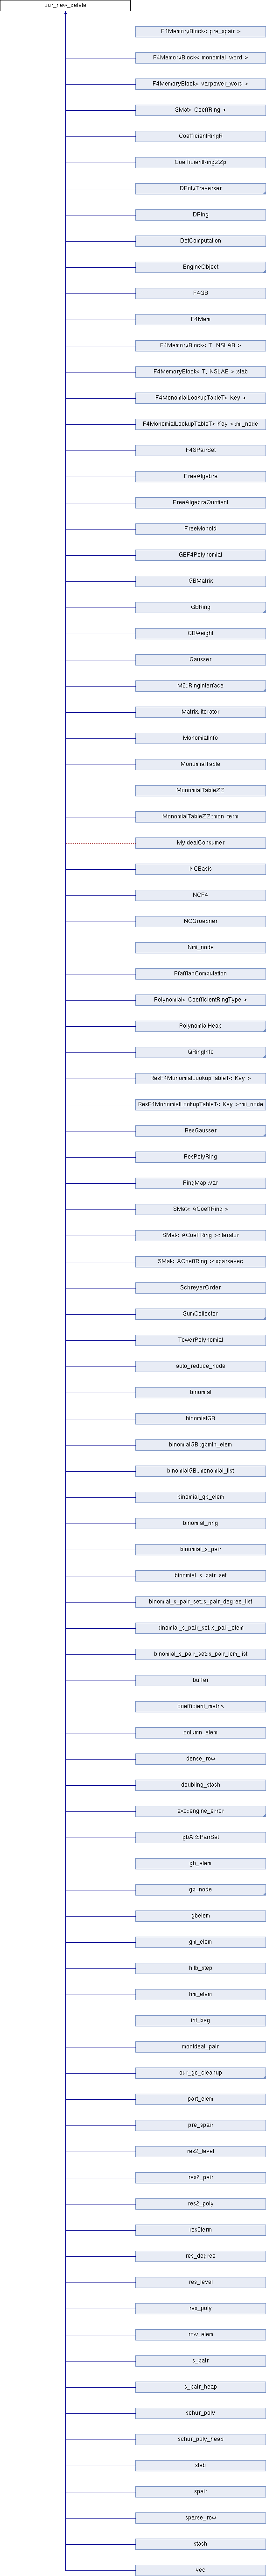 our_new_delete
F4MemoryBlock< pre_spair >
F4MemoryBlock< monomial_word >
F4MemoryBlock< varpower_word >
SMat< CoeffRing >
CoefficientRingR
CoefficientRingZZp
DPolyTraverser
DRing
DetComputation
EngineObject
F4GB
F4Mem
F4MemoryBlock< T, NSLAB >
F4MemoryBlock< T, NSLAB >::slab
F4MonomialLookupTableT< Key >
F4MonomialLookupTableT< Key >::mi_node
F4SPairSet
FreeAlgebra
FreeAlgebraQuotient
FreeMonoid
GBF4Polynomial
GBMatrix
GBRing
GBWeight
Gausser
M2::RingInterface
Matrix::iterator
MonomialInfo
MonomialTable
MonomialTableZZ
MonomialTableZZ::mon_term
MyIdealConsumer
NCBasis
NCF4
NCGroebner
Nmi_node
PfaffianComputation
Polynomial< CoefficientRingType >
PolynomialHeap
QRingInfo
ResF4MonomialLookupTableT< Key >
ResF4MonomialLookupTableT< Key >::mi_node
ResGausser
ResPolyRing
RingMap::var
SMat< ACoeffRing >
SMat< ACoeffRing >::iterator
SMat< ACoeffRing >::sparsevec
SchreyerOrder
SumCollector
TowerPolynomial
auto_reduce_node
binomial
binomialGB
binomialGB::gbmin_elem
binomialGB::monomial_list
binomial_gb_elem
binomial_ring
binomial_s_pair
binomial_s_pair_set
binomial_s_pair_set::s_pair_degree_list
binomial_s_pair_set::s_pair_elem
binomial_s_pair_set::s_pair_lcm_list
buffer
coefficient_matrix
column_elem
dense_row
doubling_stash
exc::engine_error
gbA::SPairSet
gb_elem
gb_node
gbelem
gm_elem
hilb_step
hm_elem
int_bag
monideal_pair
our_gc_cleanup
part_elem
pre_spair
res2_level
res2_pair
res2_poly
res2term
res_degree
res_level
res_poly
row_elem
s_pair
s_pair_heap
schur_poly
schur_poly_heap
slab
spair
sparse_row
stash
vec